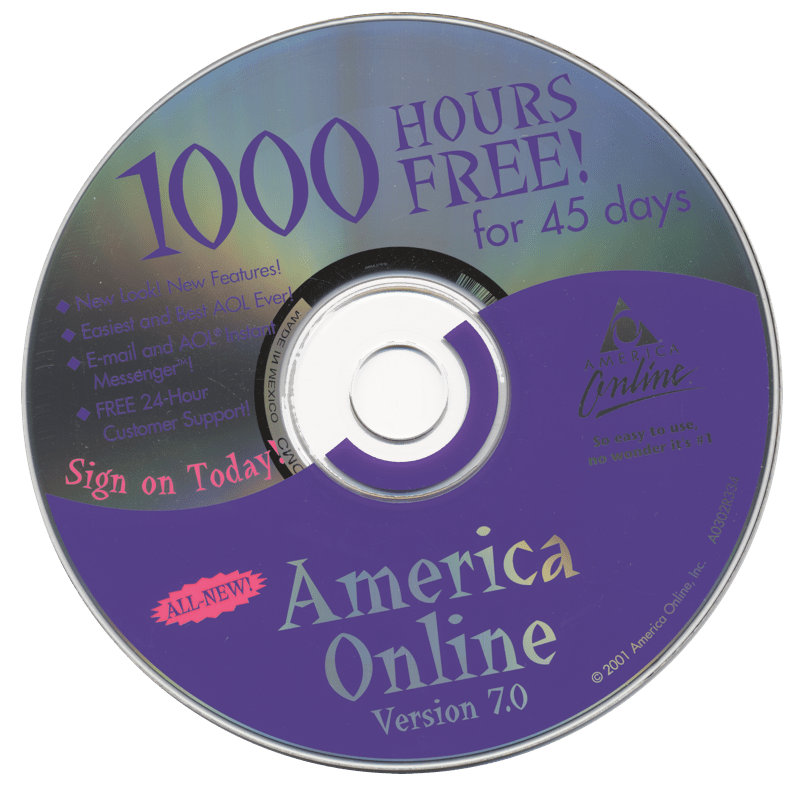 1000 HOURS
FREE!
for 45 days
◆ New Look! New Features!
◆ Easiest and Best AOL Ever!
◆ E-mail and AOL® Instant
Messenger™!
◆ FREE 24-Hour
Customer Support!
Sign on Today!
MADE IN MEXICO
AMERICA
Online
So easy to use,
no wonder it's #1
ALL-NEW!
America
Online
Version 7.0
© 2001 America Online, Inc.